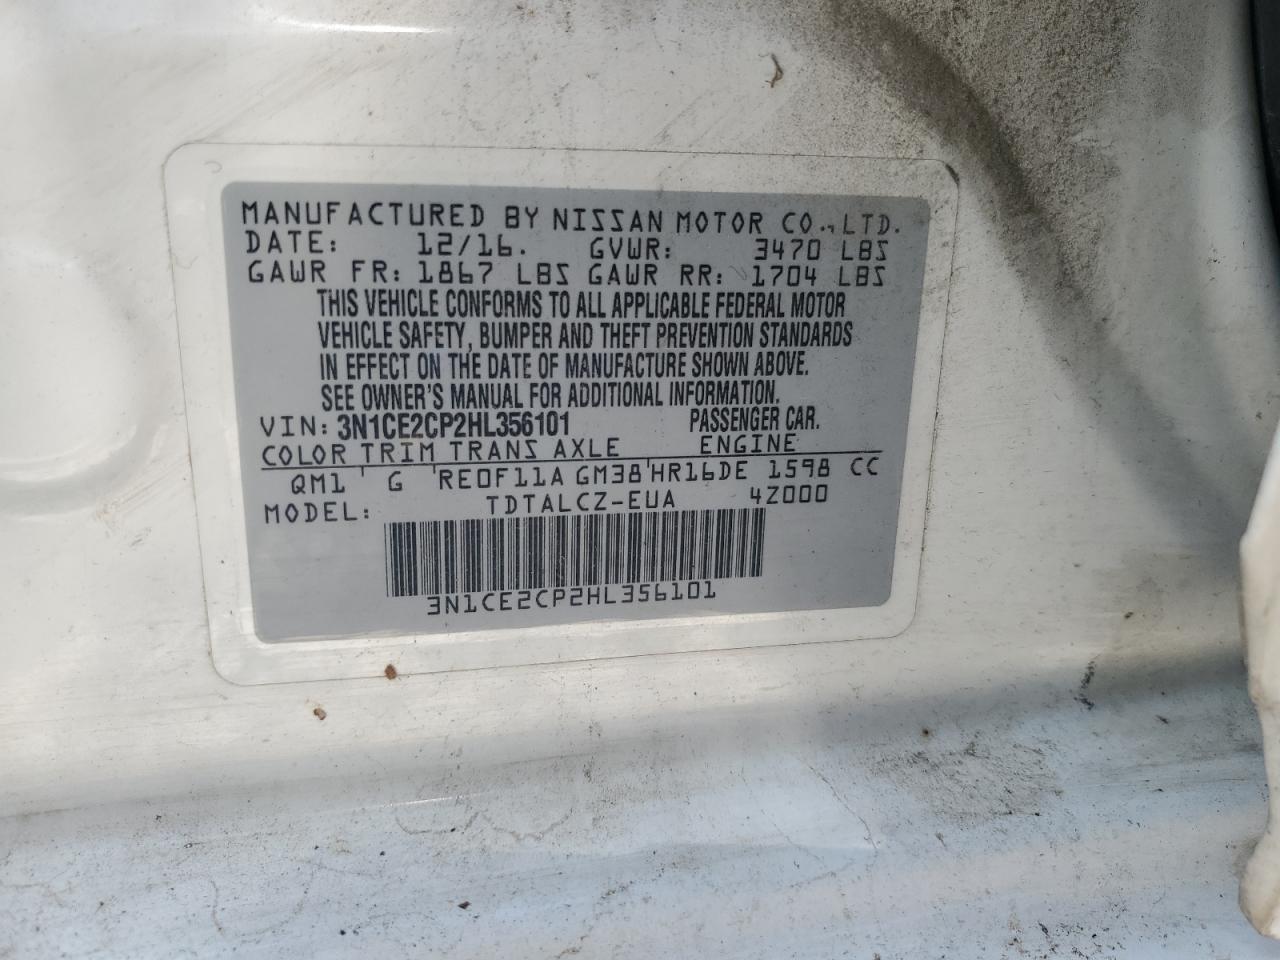 MANUFACTURED BY NISSAN MOTOR CO., LTD.
DATE: 12/16. GVWR: 3470 LBS
GAWR FR: 1867 LBS GAWR RR: 1704 LBS
THIS VEHICLE CONFORMS TO ALL APPLICABLE FEDERAL MOTOR
VEHICLE SAFETY, BUMPER AND THEFT PREVENTION STANDARDS
IN EFFECT ON THE DATE OF MANUFACTURE SHOWN ABOVE.
SEE OWNER'S MANUAL FOR ADDITIONAL INFORMATION.
VIN: 3N1CE2CP2HL356101 PASSENGER CAR.
COLOR TRIM TRANS AXLE ENGINE
QM1 G RE0F11A GM38 HR16DE 1598 CC
MODEL: TDTALCZ-EUA 4Z000
3N1CE2CP2HL356101